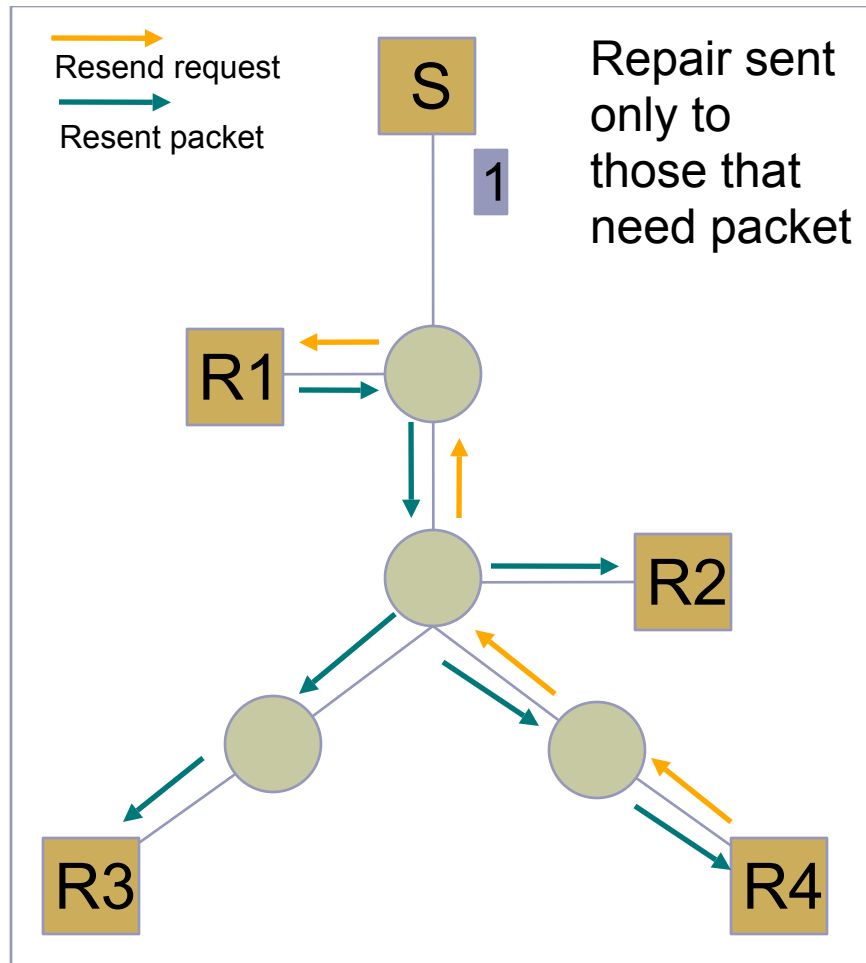 Resend request
Resent packet
S
1
Repair sent
only to
those that
need packet
R1
R2
R3
R4